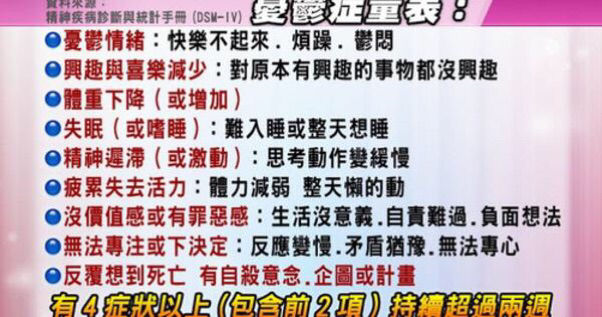 資料來源：
精神疾病診斷與統計手冊(DSM-IV)
憂鬱症量表：
憂鬱情緒：快樂不起來．煩躁．鬱悶
興趣與喜樂減少：對原本有興趣的事物都沒興趣
體重下降（或增加）
失眠（或嗜睡）：難入睡或整天想睡
精神遲滯（或激動）：思考動作變緩慢
疲累失去活力：體力減弱 整天懶的動
沒價值感或有罪惡感：生活沒意義．自責難過．負面想法
無法專注或下決定：反應變慢．矛盾猶豫．無法專心
反覆想到死亡 有自殺意念．企圖或計畫
有4症狀以上(包含前2項）持續超過兩週